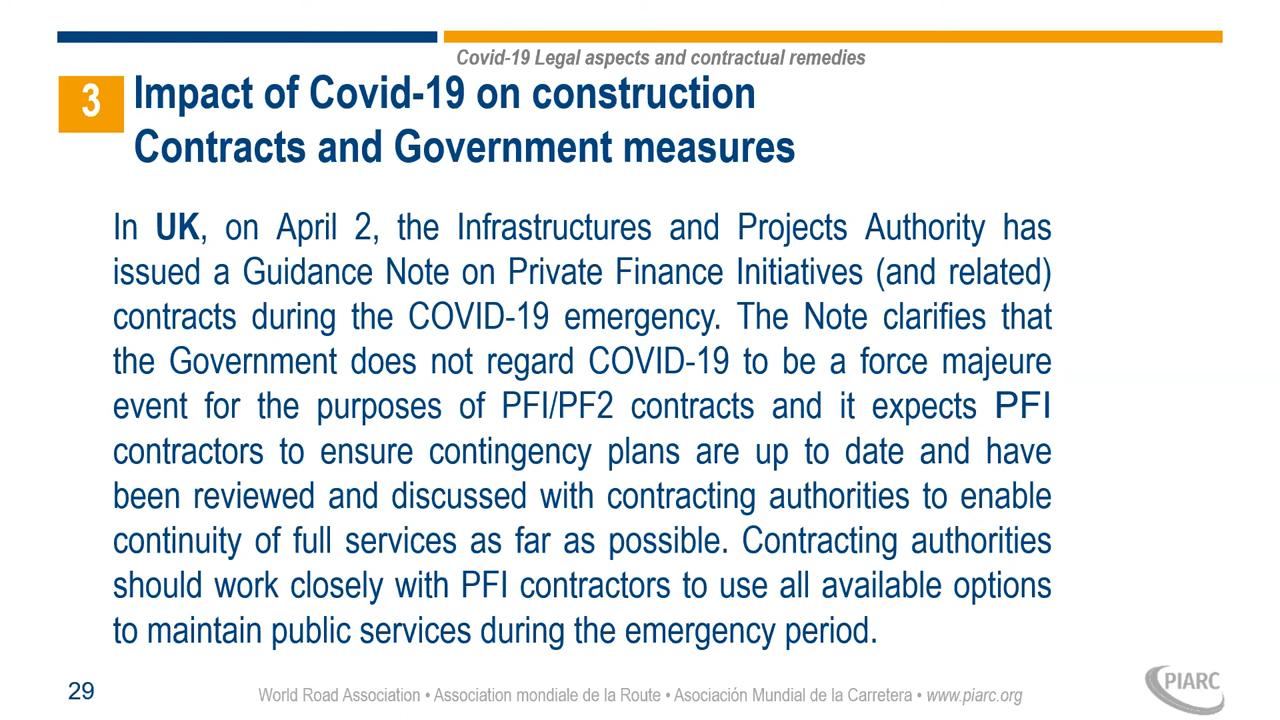 Covid-19 Legal aspects and contractual remedies
3
Impact of Covid-19 on construction
Contracts and Government measures
In UK, on April 2, the Infrastructures and Projects Authority has
issued a Guidance Note on Private Finance Initiatives (and related)
contracts during the COVID-19 emergency. The Note clarifies that
the Government does not regard COVID-19 to be a force majeure
event for the purposes of PFI/PF2 contracts and it expects PFI
contractors to ensure contingency plans are up to date and have
been reviewed and discussed with contracting authorities to enable
continuity of full services as far as possible. Contracting authorities
should work closely with PFI contractors to use all available options
to maintain public services during the emergency period.
29
World Road Association • Association mondiale de la Route • Asociación Mundial de la Carretera • www.piarc.org
PIARC